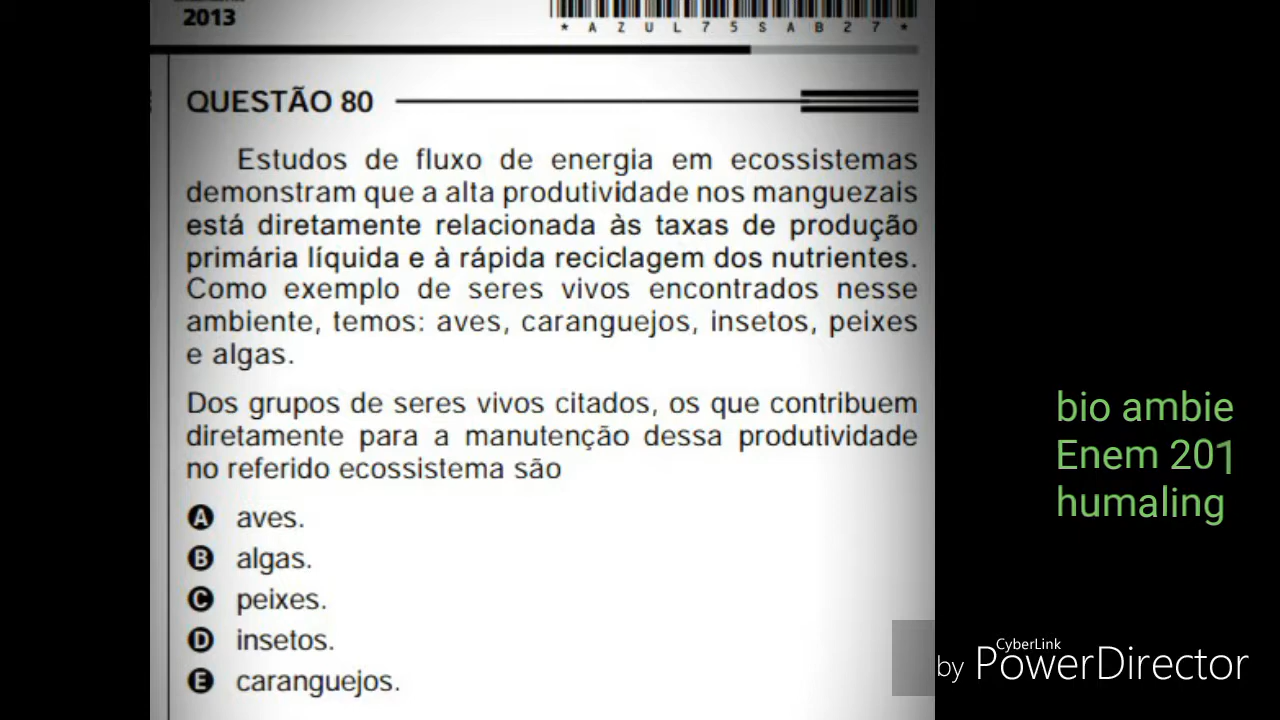 2013
* A Z U L 7 5 S A B 2 7 *
QUESTÃO 80
Estudos de fluxo de energia em ecossistemas
demonstram que a alta produtividade nos manguezais
está diretamente relacionada às taxas de produção
primária líquida e à rápida reciclagem dos nutrientes.
Como exemplo de seres vivos encontrados nesse
ambiente, temos: aves, caranguejos, insetos, peixes
e algas.
Dos grupos de seres vivos citados, os que contribuem
diretamente para a manutenção dessa produtividade
no referido ecossistema são
A aves.
B algas.
C peixes.
D insetos.
E caranguejos.
bio ambie
Enem 201
humaling
CyberLink
by PowerDirector